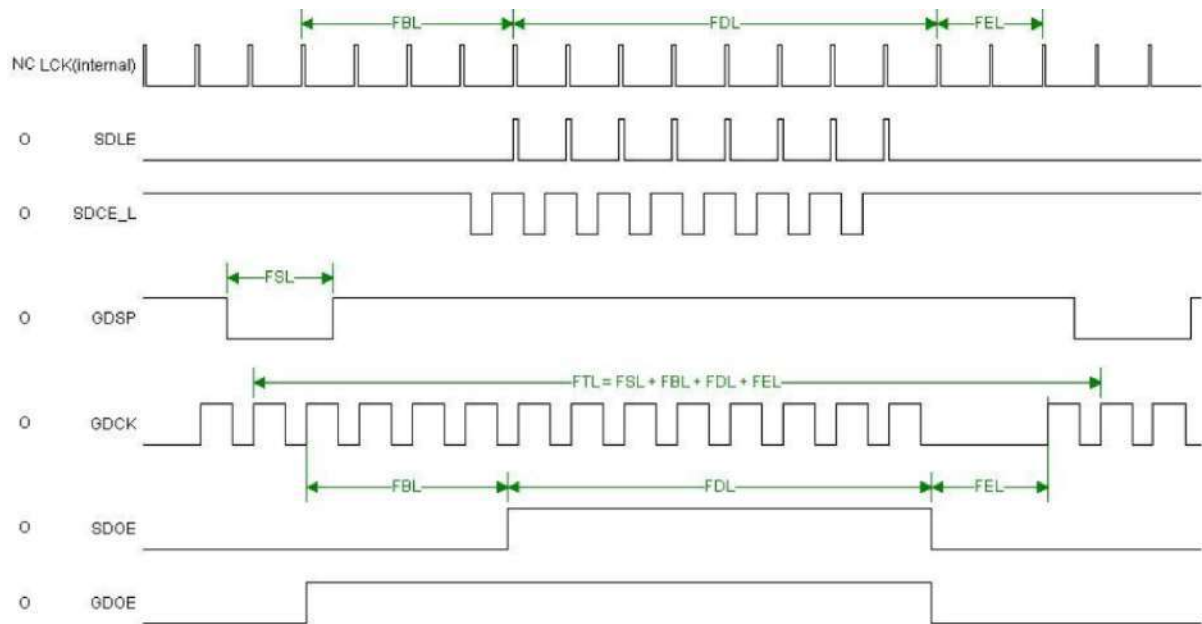 FBL FDL FEL
NC LCK(internal)
O SDLE
O SDCE_L
FSL
O GDSP
FTL = FSL + FBL + FDL + FEL
O GDCK
FBL FDL FEL
O SDOE
O GDOE